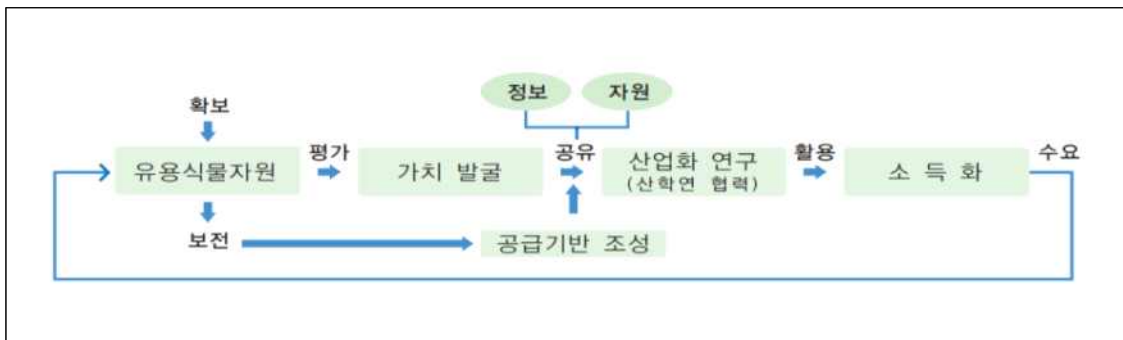 정보
자원
확보
평가
공유
활용
수요
유용식물자원
가치 발굴
산업화 연구
(산학연 협력)
소 득 화
보전
공급기반 조성